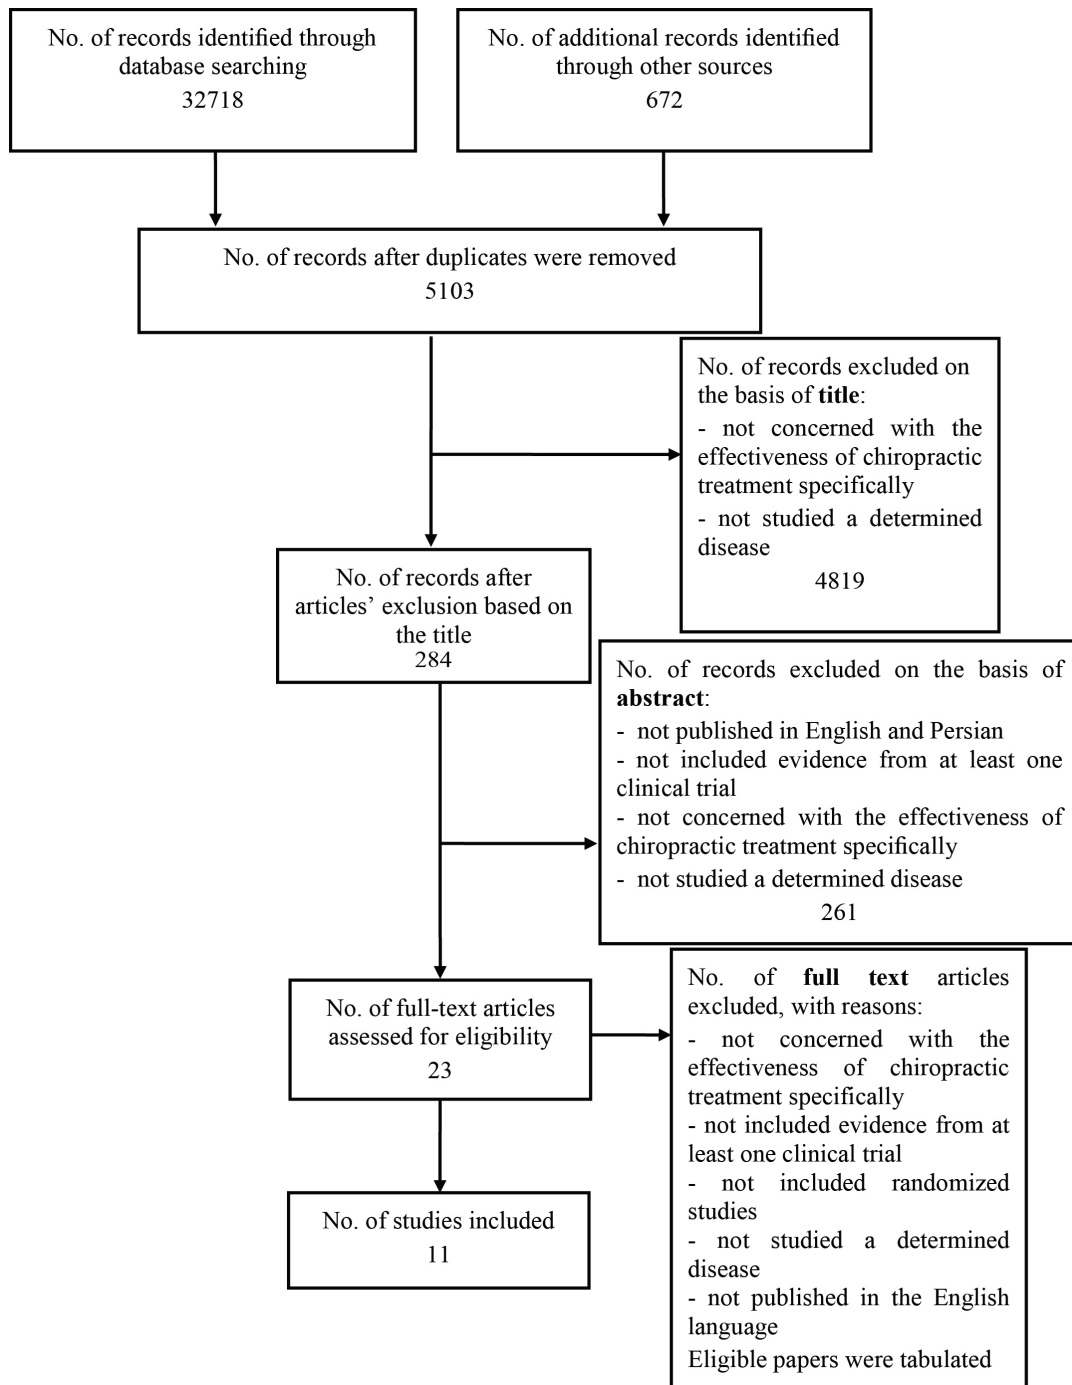 No. of records identified through
database searching
32718
No. of additional records identified
through other sources
672
No. of records after duplicates were removed
5103
No. of records excluded on
the basis of title:
- not concerned with the
effectiveness of chiropractic
treatment specifically
- not studied a determined
disease
4819
No. of records after
articles’ exclusion based on
the title
284
No. of records excluded on the basis of
abstract:
- not published in English and Persian
- not included evidence from at least one
clinical trial
- not concerned with the effectiveness of
chiropractic treatment specifically
- not studied a determined disease
261
No. of full-text articles
assessed for eligibility
23
No. of full text articles
excluded, with reasons:
- not concerned with the
effectiveness of chiropractic
treatment specifically
- not included evidence from at
least one clinical trial
- not included randomized
studies
- not studied a determined
disease
- not published in the English
language
Eligible papers were tabulated
No. of studies included
11